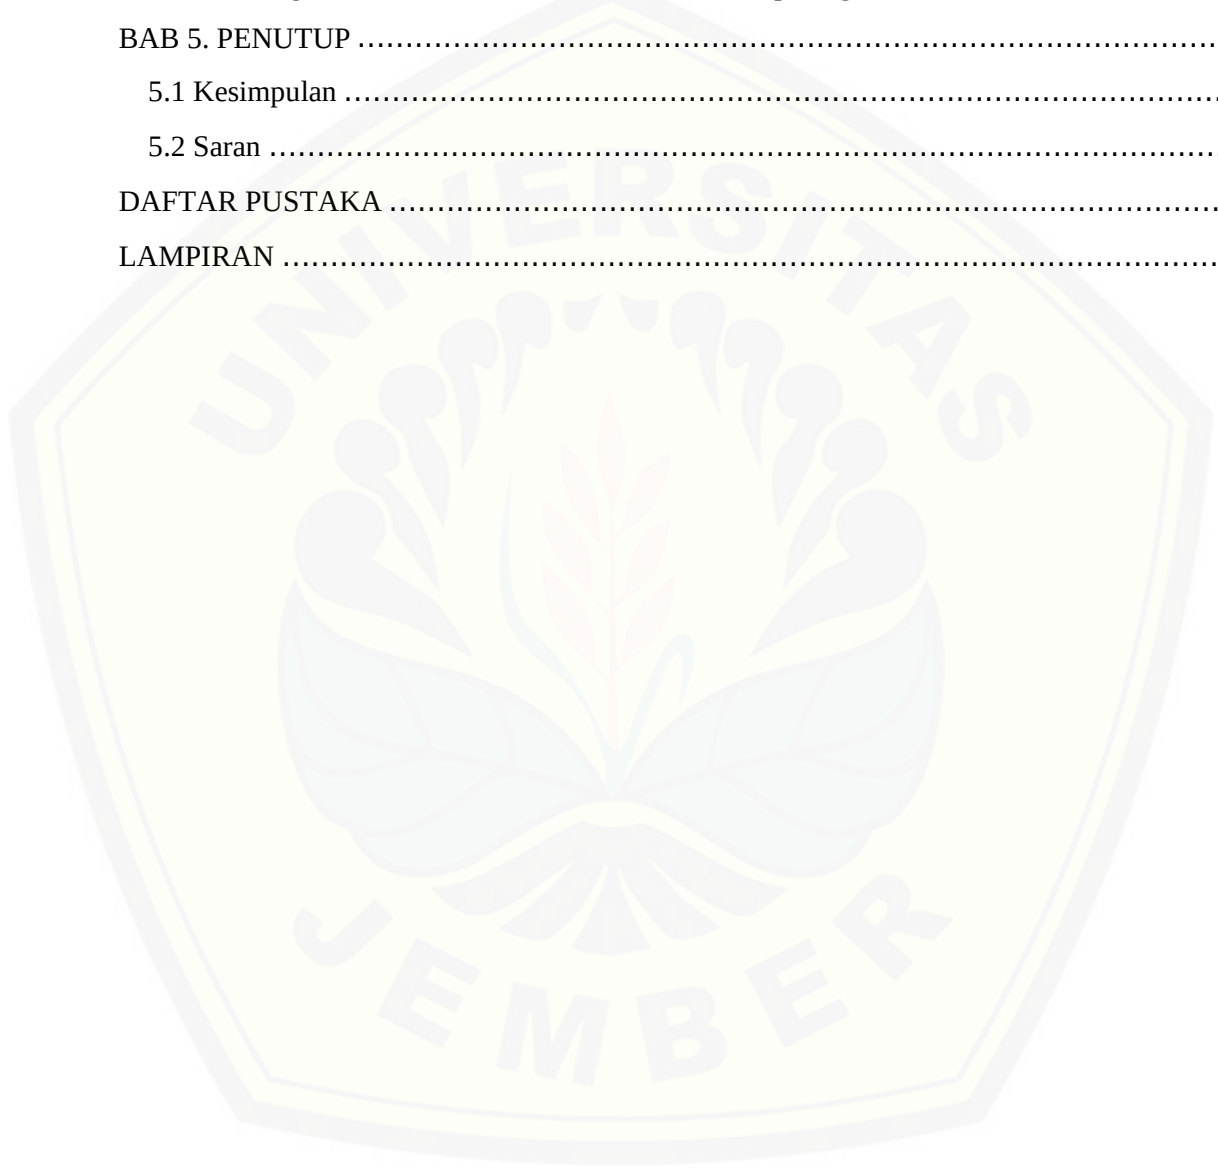 BAB 5. PENUTUP ........................................................................................................
5.1 Kesimpulan ........................................................................................................
5.2 Saran ........................................................................................................
DAFTAR PUSTAKA ........................................................................................................
LAMPIRAN ........................................................................................................
UNIVERSITAS
JEMBER